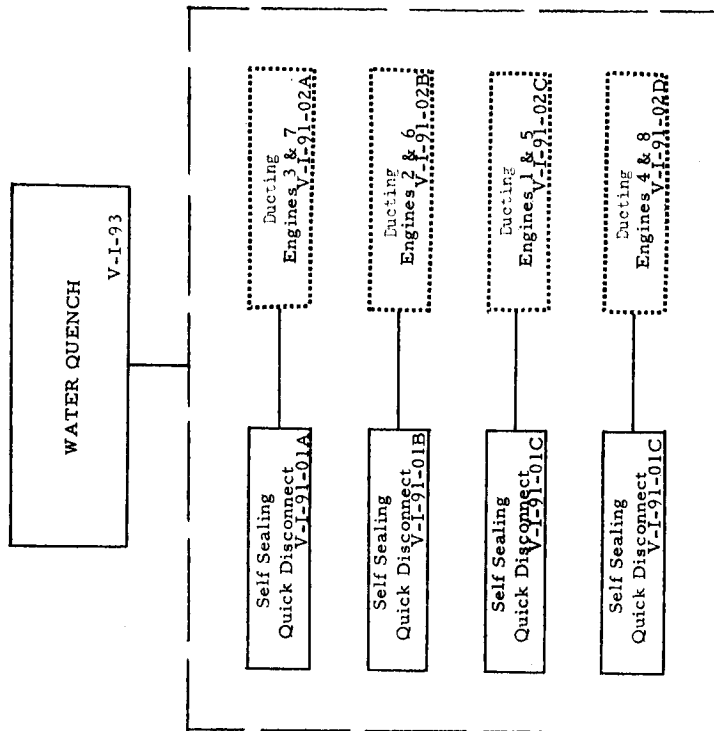 WATER QUENCH
V-I-93
Self Sealing
Quick Disconnect
V-I-91-01A
Ducting
Engines 3 & 7
V-I-91-02A
Self Sealing
Quick Disconnect
V-I-91-01B
Ducting
Engines 2 & 6
V-I-91-02B
Self Sealing
Quick Disconnect
V-I-91-01C
Ducting
Engines 1 & 5
V-I-91-02C
Self Sealing
Quick Disconnect
V-I-91-01C
Ducting
Engines 4 & 8
V-I-91-02D